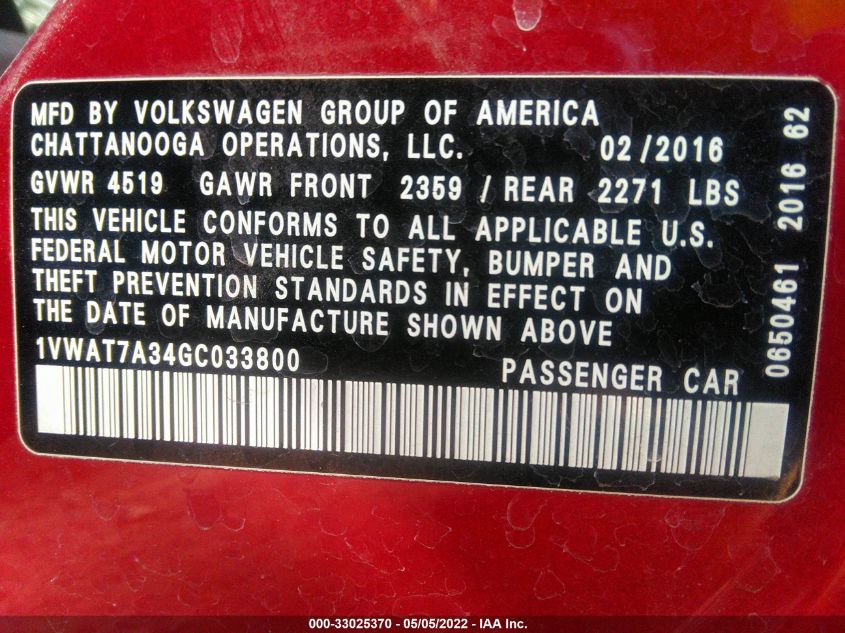 MFD BY VOLKSWAGEN GROUP OF AMERICA
CHATTANOOGA OPERATIONS, LLC. 02/2016
GVWR 4519 GAWR FRONT 2359 / REAR 2271 LBS
THIS VEHICLE CONFORMS TO ALL APPLICABLE U.S.
FEDERAL MOTOR VEHICLE SAFETY, BUMPER AND
THEFT PREVENTION STANDARDS IN EFFECT ON
THE DATE OF MANUFACTURE SHOWN ABOVE
1VWAT7A34GC033800 PASSENGER CAR
0650461 2016 62
000-33025370 - 05/05/2022 - IAA Inc.